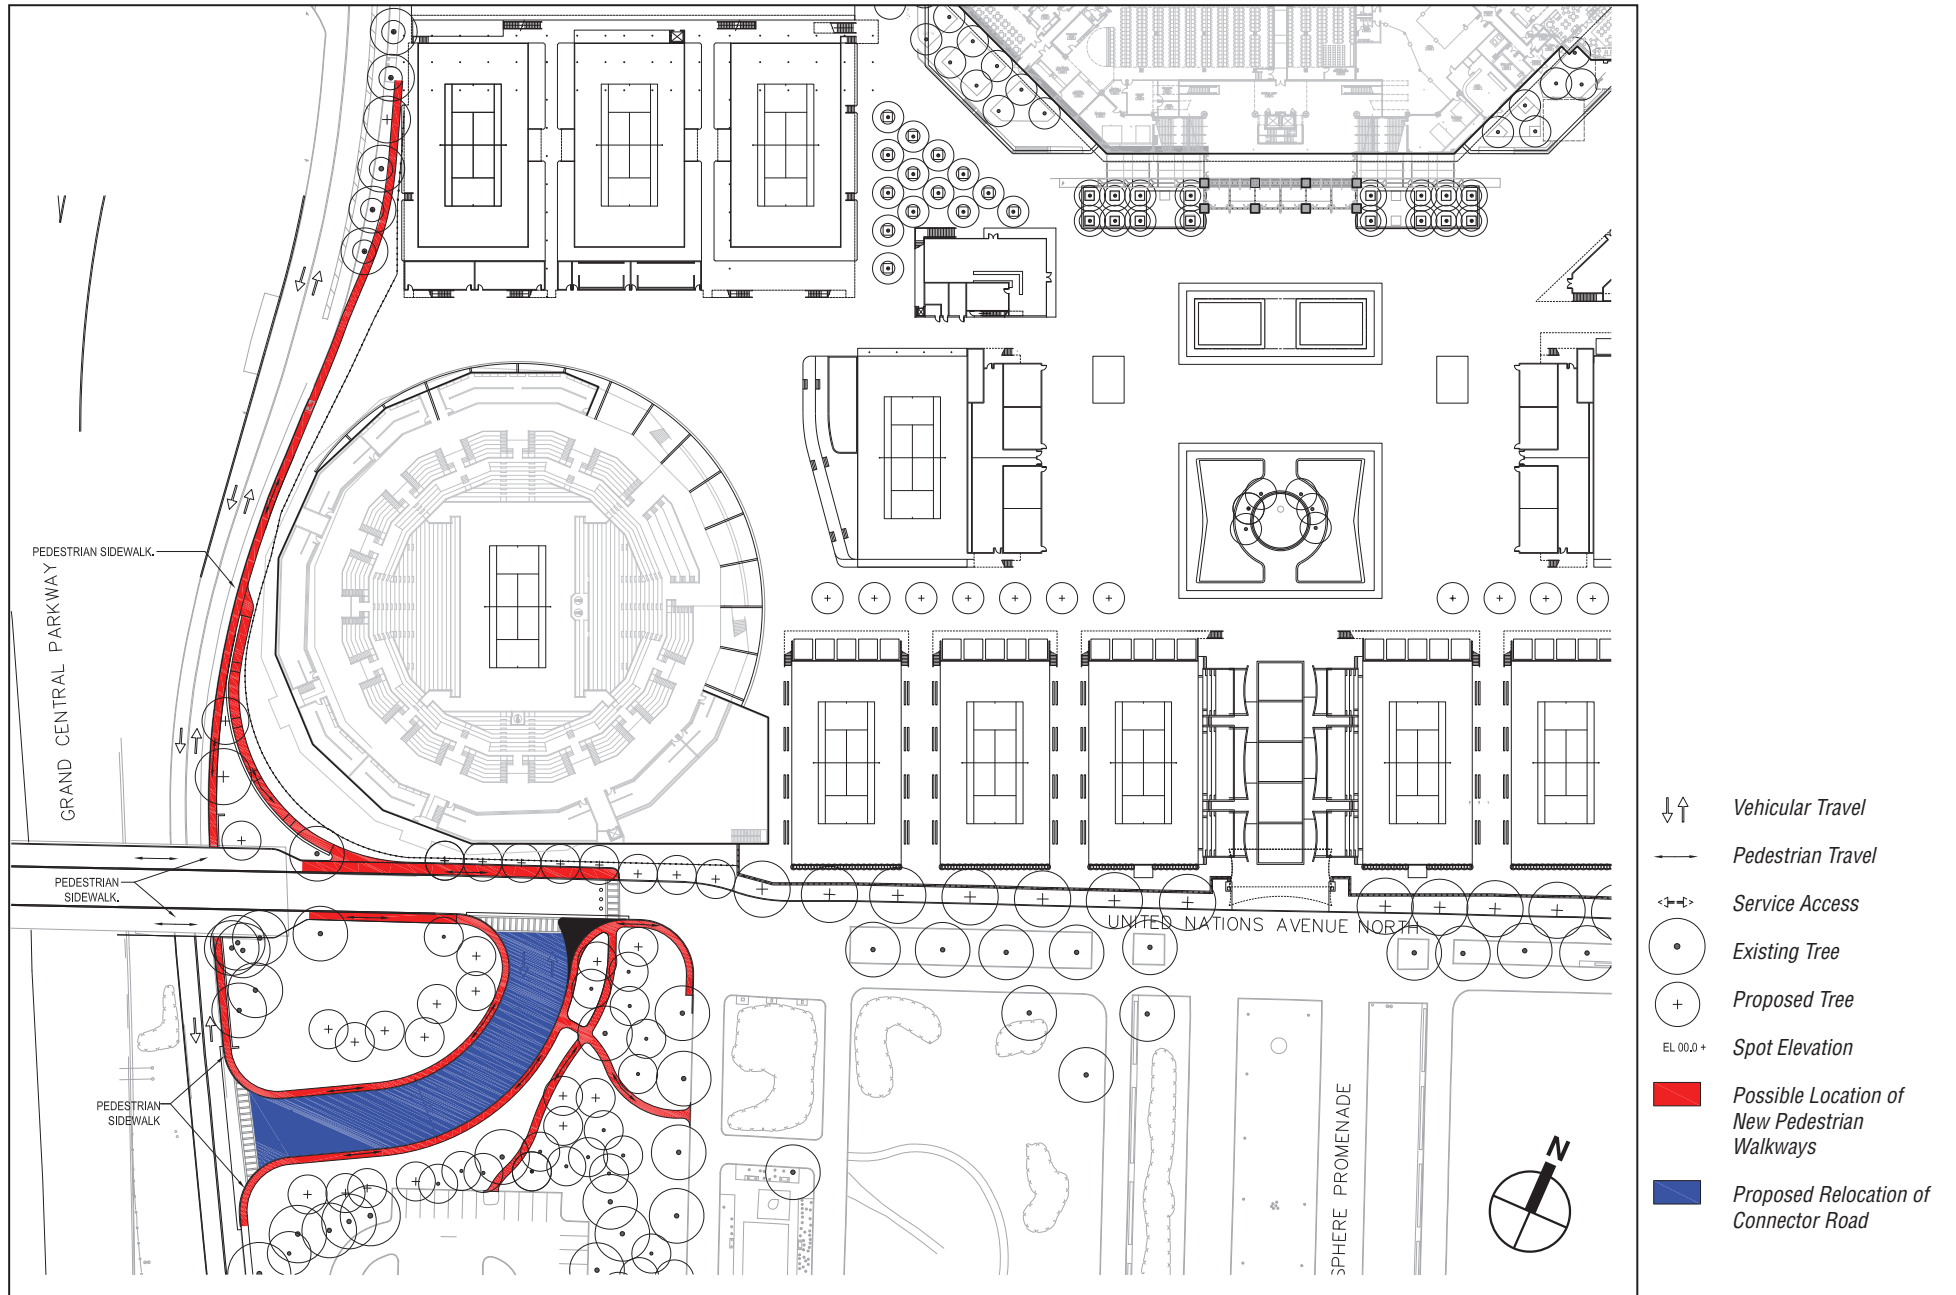 PEDESTRIAN SIDEWALK.
GRAND CENTRAL PARKWAY
PEDESTRIAN
SIDEWALK.
UNITED NATIONS AVENUE NORTH
PEDESTRIAN
SIDEWALK
SPHERE PROMENADE
N
Vehicular Travel
Pedestrian Travel
Service Access
Existing Tree
Proposed Tree
EL 00.0 + Spot Elevation
Possible Location of
New Pedestrian
Walkways
Proposed Relocation of
Connector Road